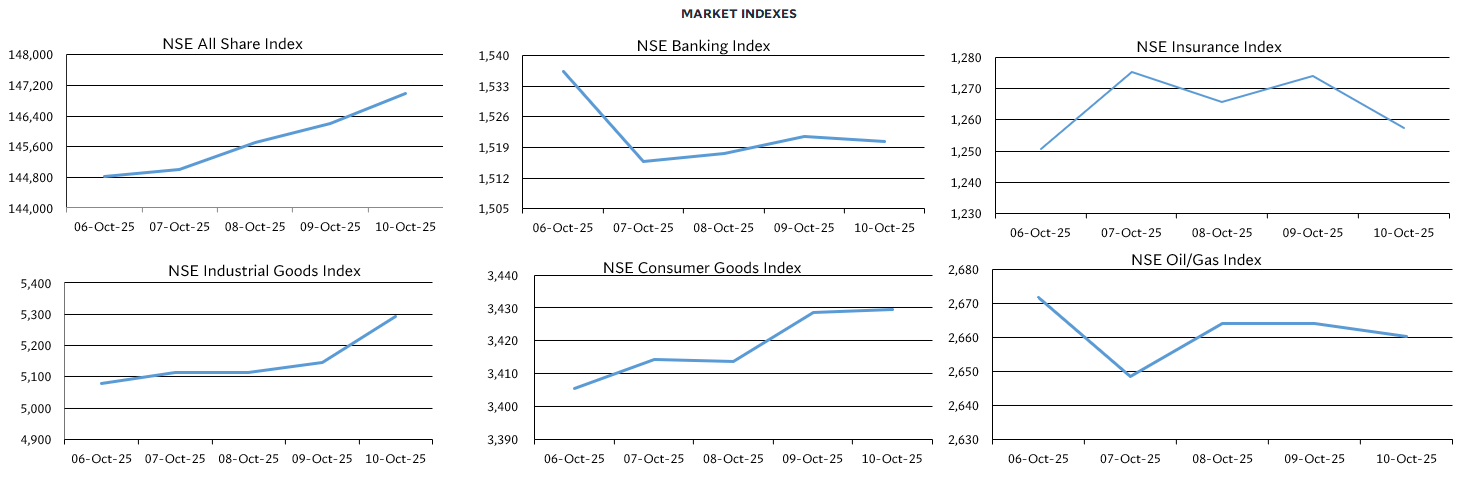 MARKET INDEXES
NSE All Share Index
148,000
147,200
146,400
145,600
144,800
144,000
06-Oct-25 07-Oct-25 08-Oct-25 09-Oct-25 10-Oct-25
NSE Banking Index
1,540
1,533
1,526
1,519
1,512
1,505
06-Oct-25 07-Oct-25 08-Oct-25 09-Oct-25 10-Oct-25
NSE Insurance Index
1,280
1,270
1,260
1,250
1,240
1,230
06-Oct-25 07-Oct-25 08-Oct-25 09-Oct-25 10-Oct-25
NSE Industrial Goods Index
5,400
5,300
5,200
5,100
5,000
4,900
06-Oct-25 07-Oct-25 08-Oct-25 09-Oct-25 10-Oct-25
NSE Consumer Goods Index
3,440
3,430
3,420
3,410
3,400
3,390
06-Oct-25 07-Oct-25 08-Oct-25 09-Oct-25 10-Oct-25
NSE Oil/Gas Index
2,680
2,670
2,660
2,650
2,640
2,630
06-Oct-25 07-Oct-25 08-Oct-25 09-Oct-25 10-Oct-25